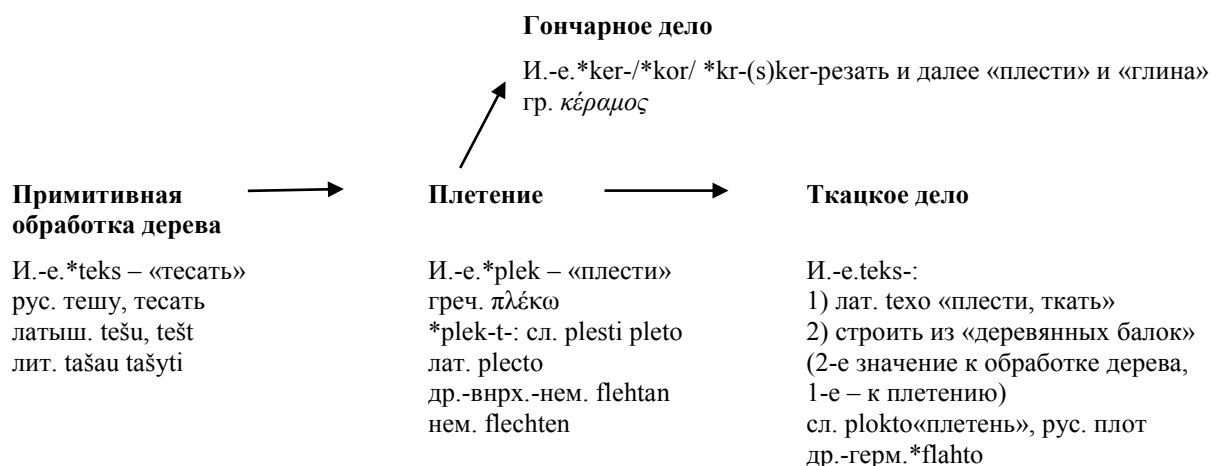 Гончарное дело
И.-е.*ker-/*kor/ *kr-(s)ker-резать и далее «плести» и «глина»
гр. κέραμος
Примитивная
обработка дерева
И.-е.*teks – «тесать»
рус. тешу, тесать
латыш. tešu, tešt
лит. tašau tašyti
Плетение
И.-е.*plek – «плести»
греч. πλέκω
*plek-t-: сл. plesti pleto
лат. plecto
др.-внрх.-нем. flehtan
нем. flechten
Ткацкое дело
И.-е.teks-:
1) лат. texo «плести, ткать»
2) строить из «деревянных балок»
(2-е значение к обработке дерева,
1-е – к плетению)
сл. plokto«плетень», рус. плот
др.-герм.*flahto